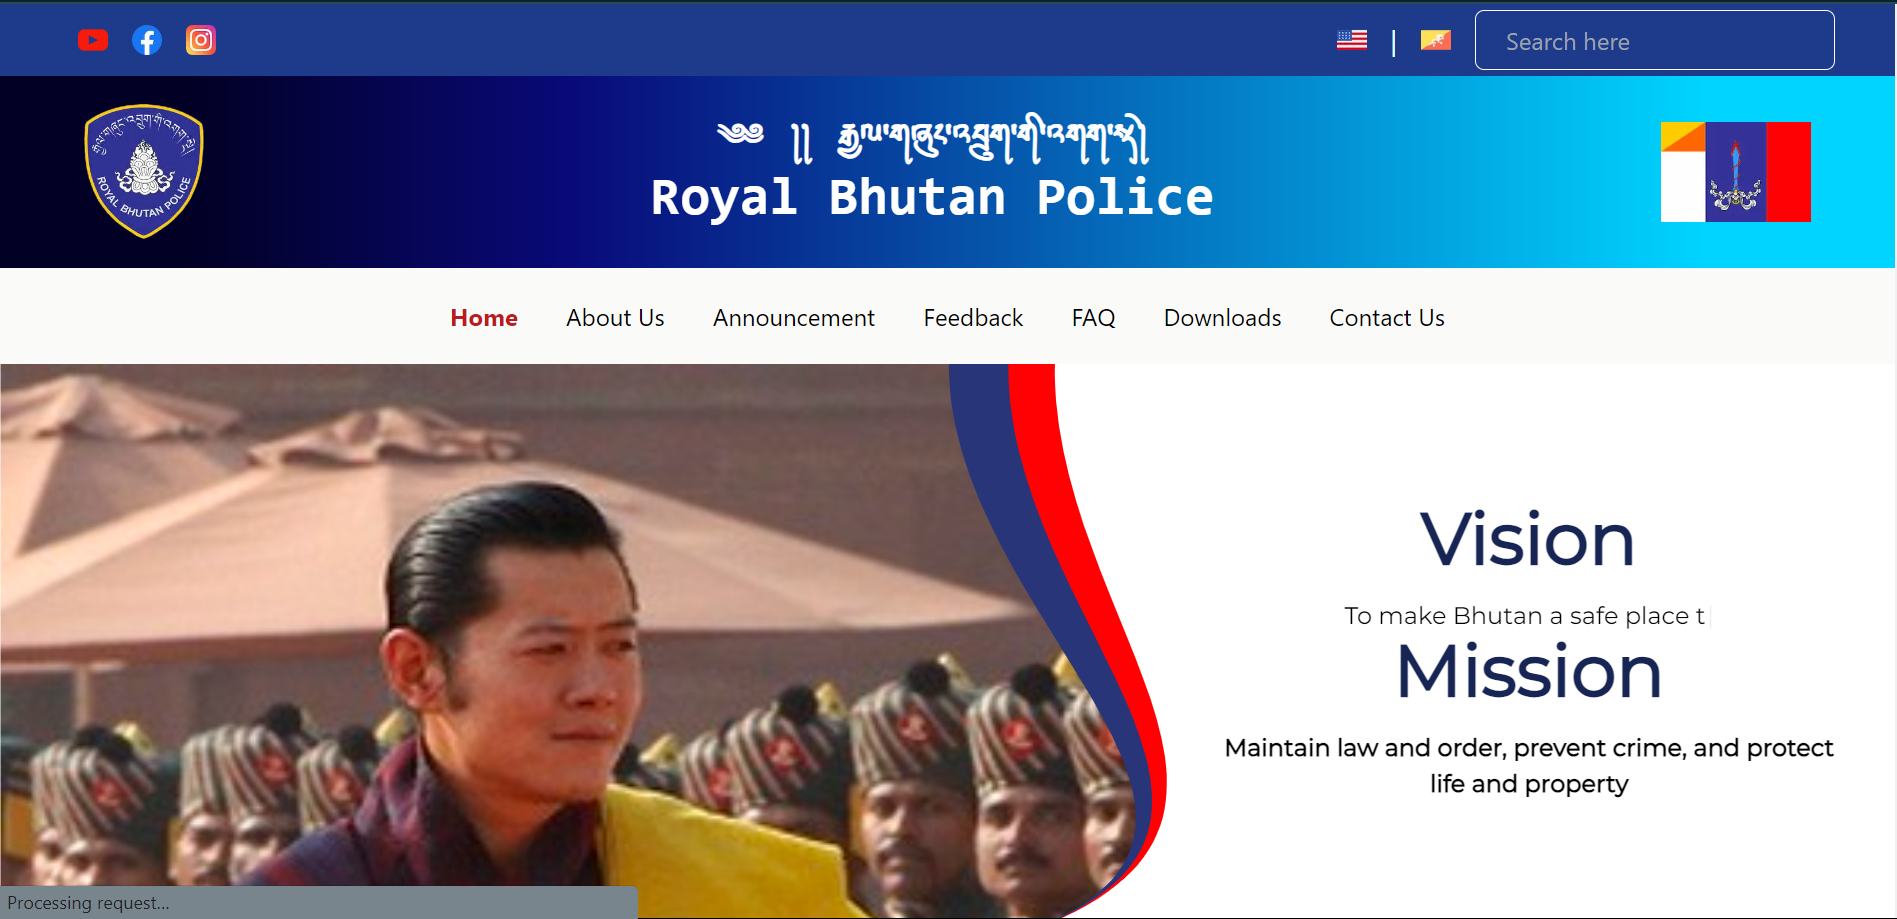 Search here
༄༅ །། རྒྱལ་གཞུང་འབྲུག་གི་འགག་སྡེ།
Royal Bhutan Police
ROYAL BHUTAN POLICE
Home About Us Announcement Feedback FAQ Downloads Contact Us
Vision
To make Bhutan a safe place t
Mission
Maintain law and order, prevent crime, and protect
life and property
Processing request...